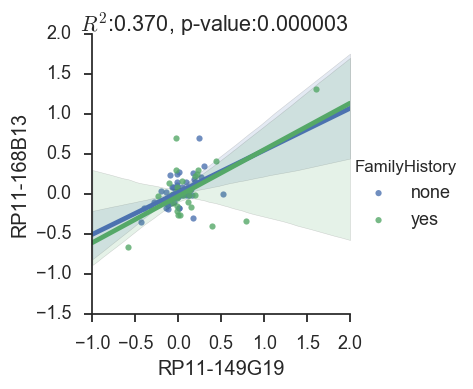 R²:0.370, p-value:0.000003
2.0
1.5
1.0
0.5
0.0
−0.5
−1.0
−1.5
RP11-168B13
−1.0 −0.5 0.0 0.5 1.0 1.5 2.0
RP11-149G19
FamilyHistory
none
yes